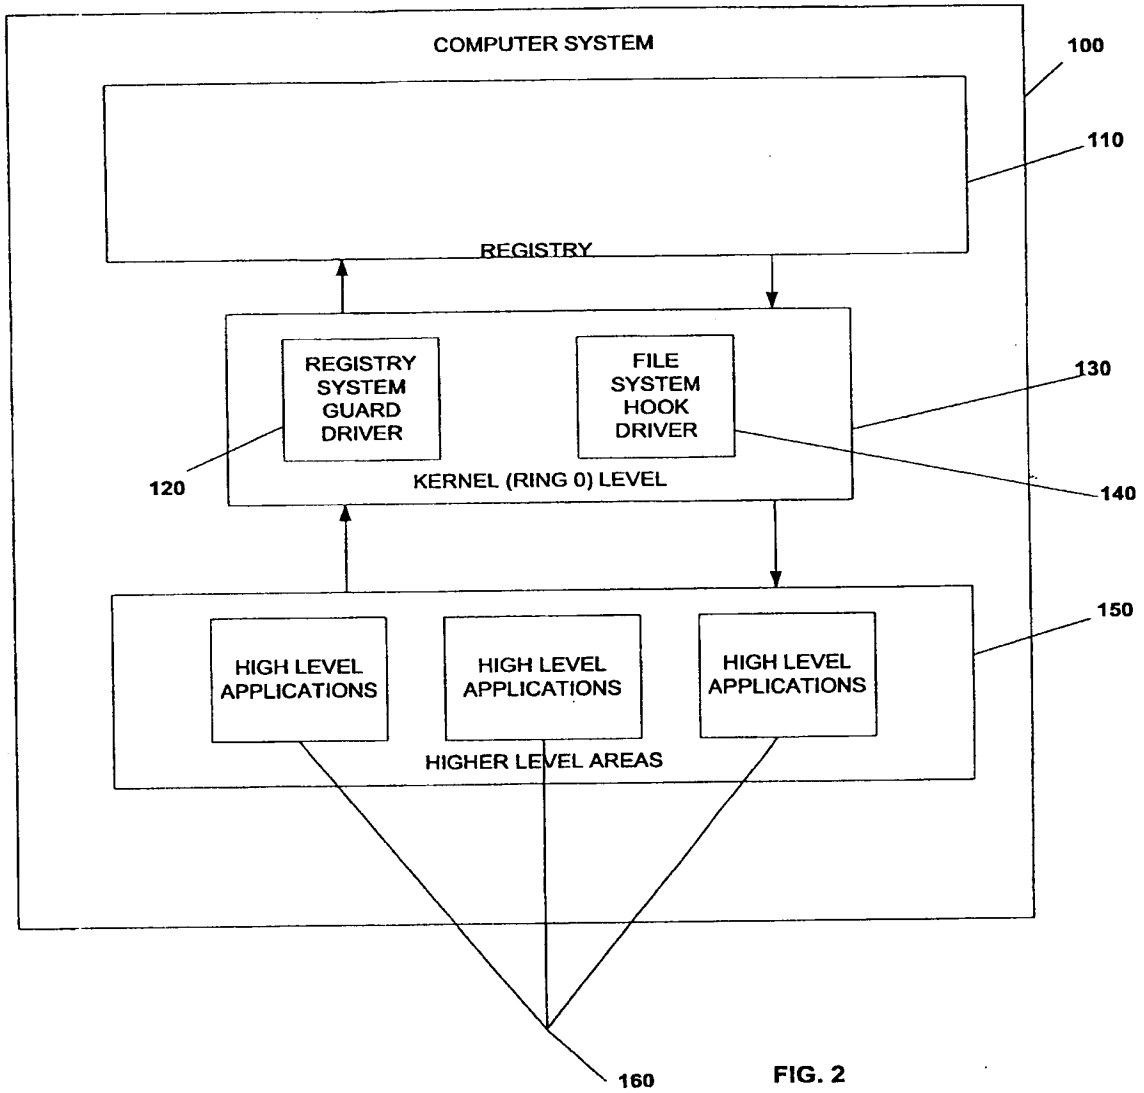 COMPUTER SYSTEM
100
110
REGISTRY
REGISTRY
SYSTEM
GUARD
DRIVER
FILE
SYSTEM
HOOK
DRIVER
130
120
KERNEL (RING 0) LEVEL
140
150
HIGH LEVEL
APPLICATIONS
HIGH LEVEL
APPLICATIONS
HIGH LEVEL
APPLICATIONS
HIGHER LEVEL AREAS
160
FIG. 2